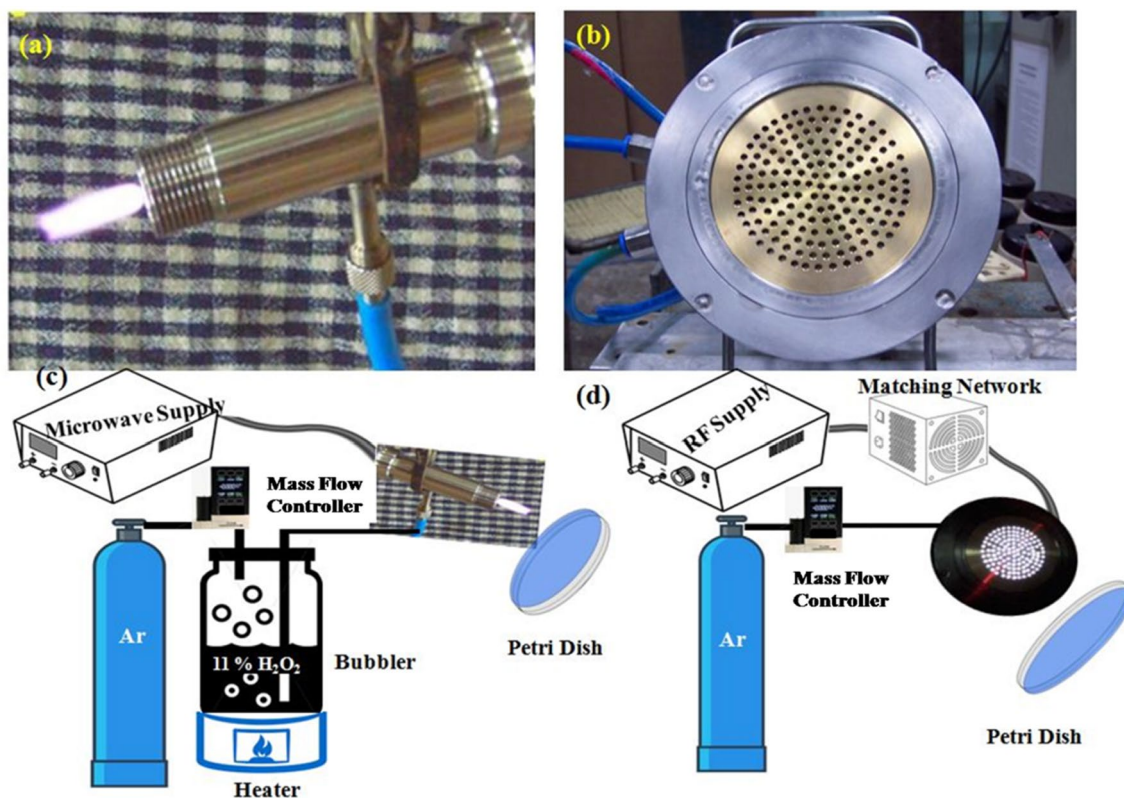 (a)
(b)
(c)
Microwave Supply
Mass Flow
Controller
Ar
11 % H₂O₂
Bubbler
Heater
Petri Dish
(d)
Matching Network
RF Supply
Mass Flow
Controller
Ar
Petri Dish